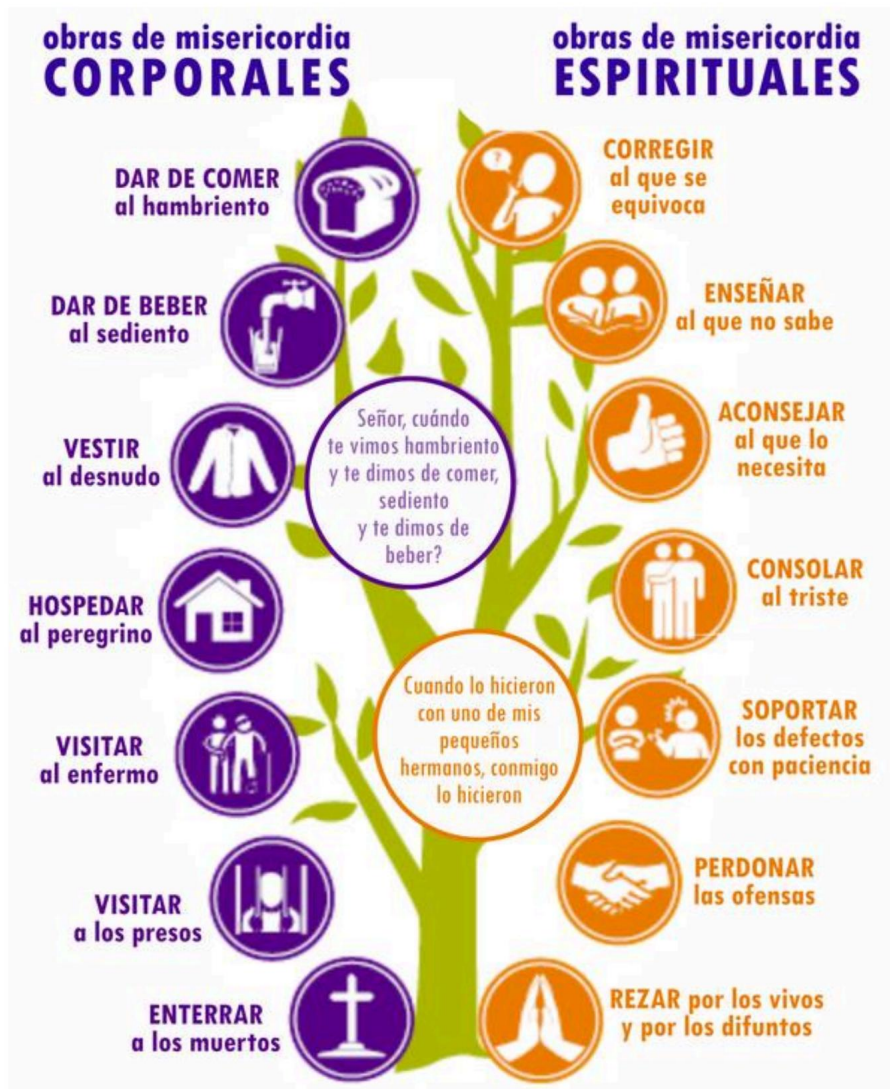 obras de misericordia
CORPORALES
DAR DE COMER
al hambriento
DAR DE BEBER
al sediento
VESTIR
al desnudo
HOSPEDAR
al peregrino
VISITAR
al enfermo
VISITAR
a los presos
ENTERRAR
a los muertos
Señor, cuándo
te vimos hambriento
y te dimos de comer,
sediento
y te dimos de
beber?
Cuando lo hicieron
con uno de mis
pequeños
hermanos, conmigo
lo hicieron
obras de misericordia
ESPIRITUALES
?
CORREGIR
al que se
equivoca
ENSEÑAR
al que no sabe
ACONSEJAR
al que lo
necesita
CONSOLAR
al triste
SOPORTAR
los defectos
con paciencia
PERDONAR
las ofensas
REZAR por los vivos
y por los difuntos